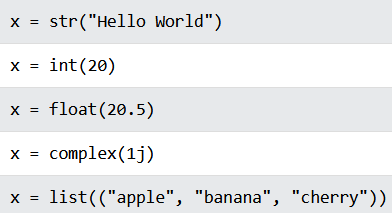 x = str("Hello World")
x = int(20)
x = float(20.5)
x = complex(1j)
x = list(("apple", "banana", "cherry"))